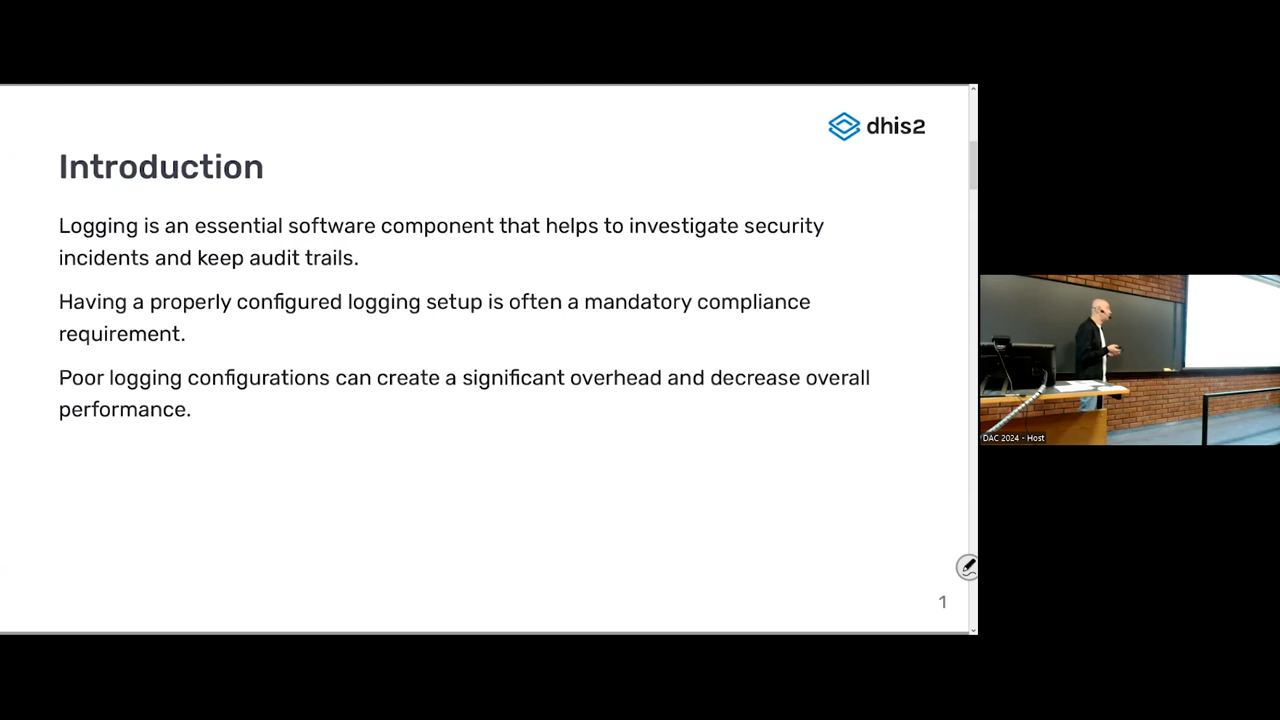 dhis2
Introduction
Logging is an essential software component that helps to investigate security
incidents and keep audit trails.
Having a properly configured logging setup is often a mandatory compliance
requirement.
Poor logging configurations can create a significant overhead and decrease overall
performance.
DAC 2024 - Host
1